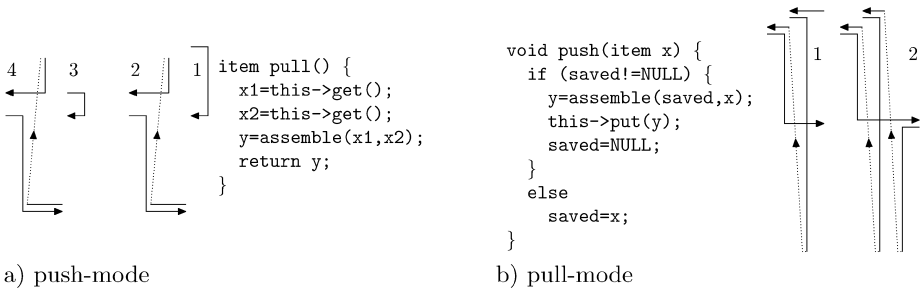 4 3 2 1
item pull() {
x1=this->get();
x2=this->get();
y=assemble(x1,x2);
return y;
}
a) push-mode
void push(item x) {
if (saved!=NULL) {
y=assemble(saved,x);
this->put(y);
saved=NULL;
}
else
saved=x;
}
1 2
b) pull-mode